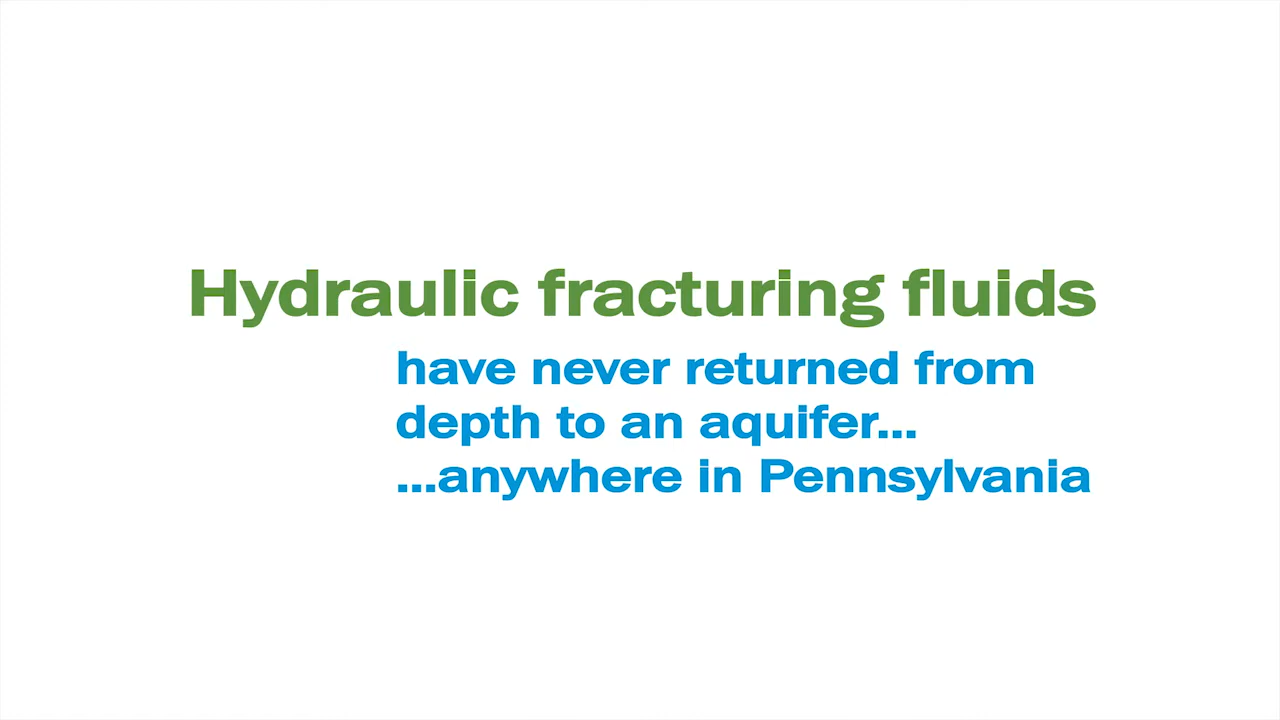 Hydraulic fracturing fluids
have never returned from
depth to an aquifer...
...anywhere in Pennsylvania